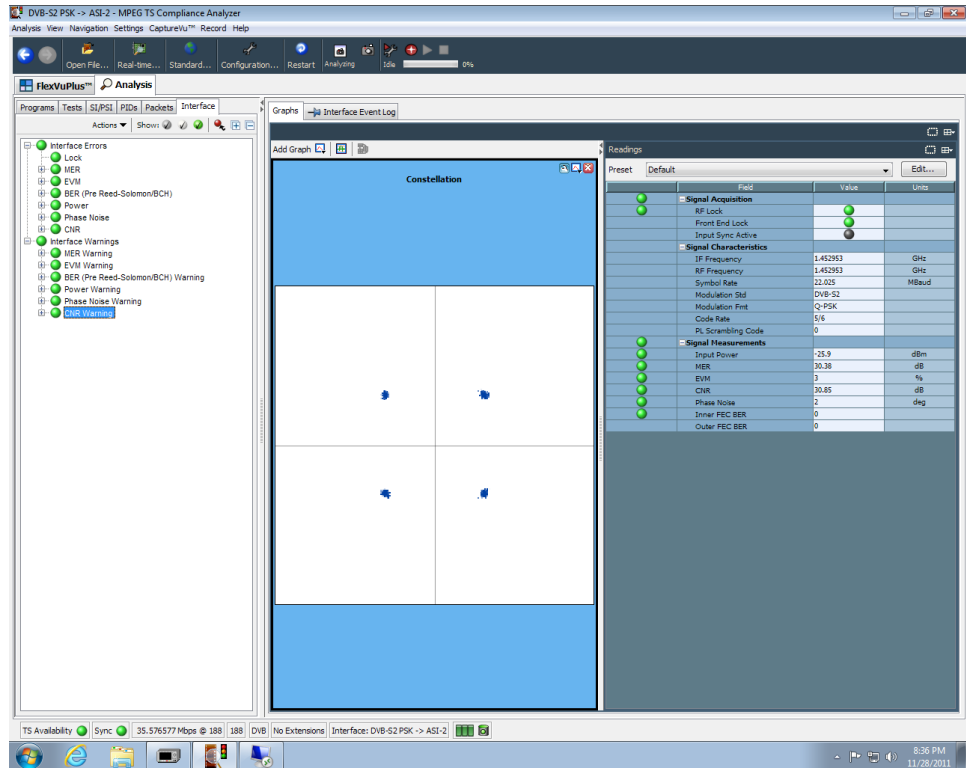 DVB-S2 PSK -> ASI-2 - MPEG TS Compliance Analyzer
Analysis View Navigation Settings CaptureVu™ Record Help
Open File... Real-time... Standard... Configuration... Restart Analyzing Idle 0%
FlexVuPlus™ Analysis
Programs Tests SI/PSI PIDs Packets Interface
Actions Show:
Interface Errors
Lock
MER
EVM
BER (Pre Reed-Solomon/BCH)
Power
Phase Noise
CNR
Interface Warnings
MER Warning
EVM Warning
BER (Pre Reed-Solomon/BCH) Warning
Power Warning
Phase Noise Warning
CNR Warning
Graphs Interface Event Log
Add Graph
Constellation
Readings
Preset Default Edit...
Field Value Units
Signal Acquisition
RF Lock
Front End Lock
Input Sync Active
Signal Characteristics
IF Frequency 1.452953 GHz
RF Frequency 1.452953 GHz
Symbol Rate 22.025 MBaud
Modulation Std DVB-S2
Modulation Fmt Q-PSK
Code Rate 5/6
PL Scrambling Code 0
Signal Measurements
Input Power -25.9 dBm
MER 30.38 dB
EVM 3 %
CNR 30.85 dB
Phase Noise 2 deg
Inner FEC BER 0
Outer FEC BER 0
TS Availability Sync 35.576577 Mbps @ 188 188 DVB No Extensions Interface: DVB-S2 PSK -> ASI-2
8:36 PM
11/28/2011